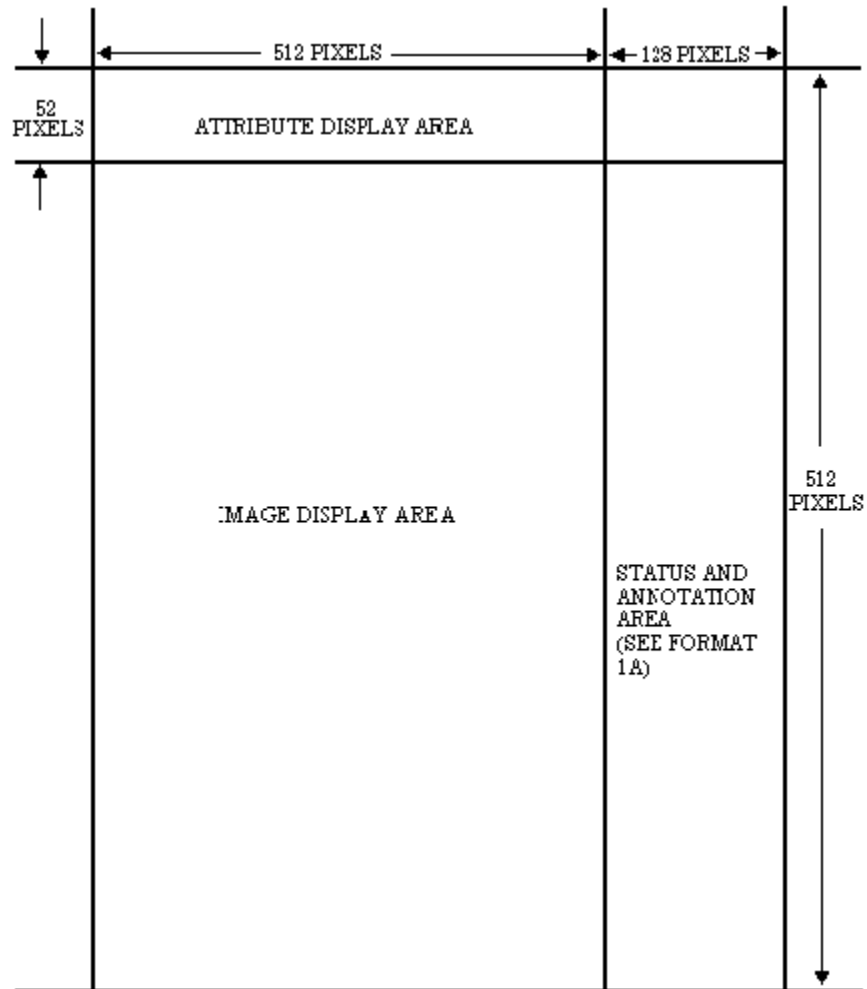 512 PIXELS
128 PIXELS
52
PIXELS
ATTRIBUTE DISPLAY AREA
512
PIXELS
IMAGE DISPLAY AREA
STATUS AND
ANNOTATION
AREA
(SEE FORMAT
1A)